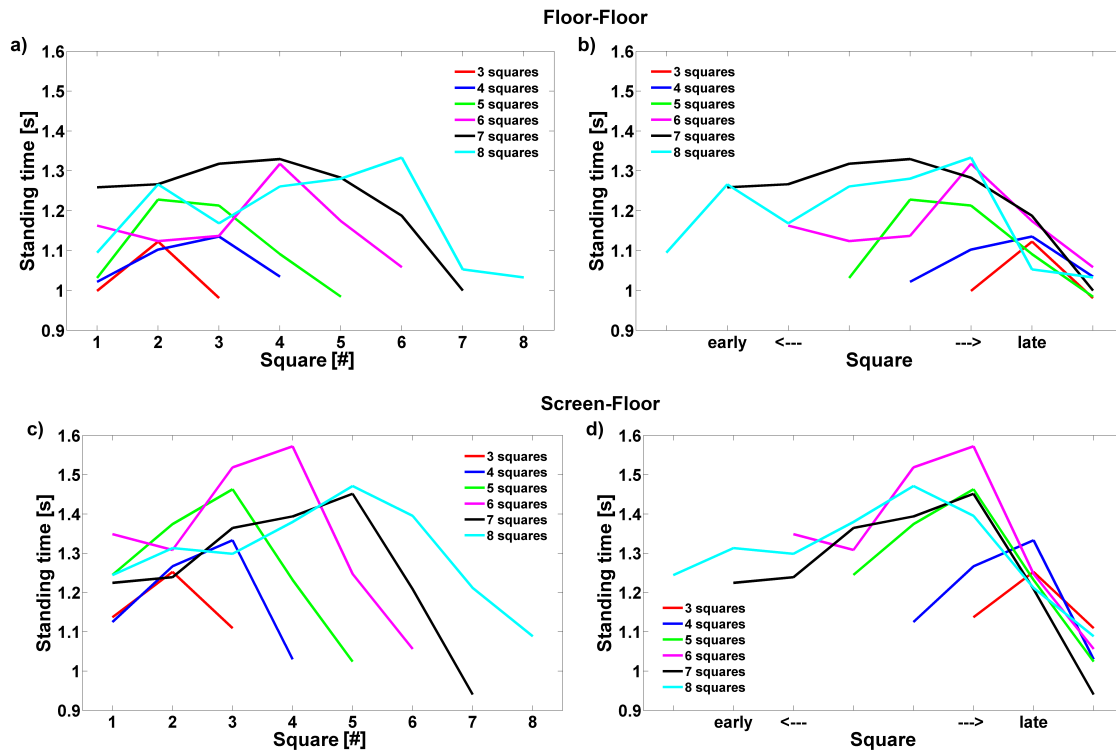 Floor-Floor
a)
1.6
1.5
1.4
1.3
1.2
1.1
1
0.9
Standing time [s]
3 squares
4 squares
5 squares
6 squares
7 squares
8 squares
1 2 3 4 5 6 7 8
Square [#]
b)
1.6
1.5
1.4
1.3
1.2
1.1
1
0.9
Standing time [s]
3 squares
4 squares
5 squares
6 squares
7 squares
8 squares
early <--- ---> late
Square
Screen-Floor
c)
1.6
1.5
1.4
1.3
1.2
1.1
1
0.9
Standing time [s]
3 squares
4 squares
5 squares
6 squares
7 squares
8 squares
1 2 3 4 5 6 7 8
Square [#]
d)
1.6
1.5
1.4
1.3
1.2
1.1
1
0.9
Standing time [s]
3 squares
4 squares
5 squares
6 squares
7 squares
8 squares
early <--- ---> late
Square